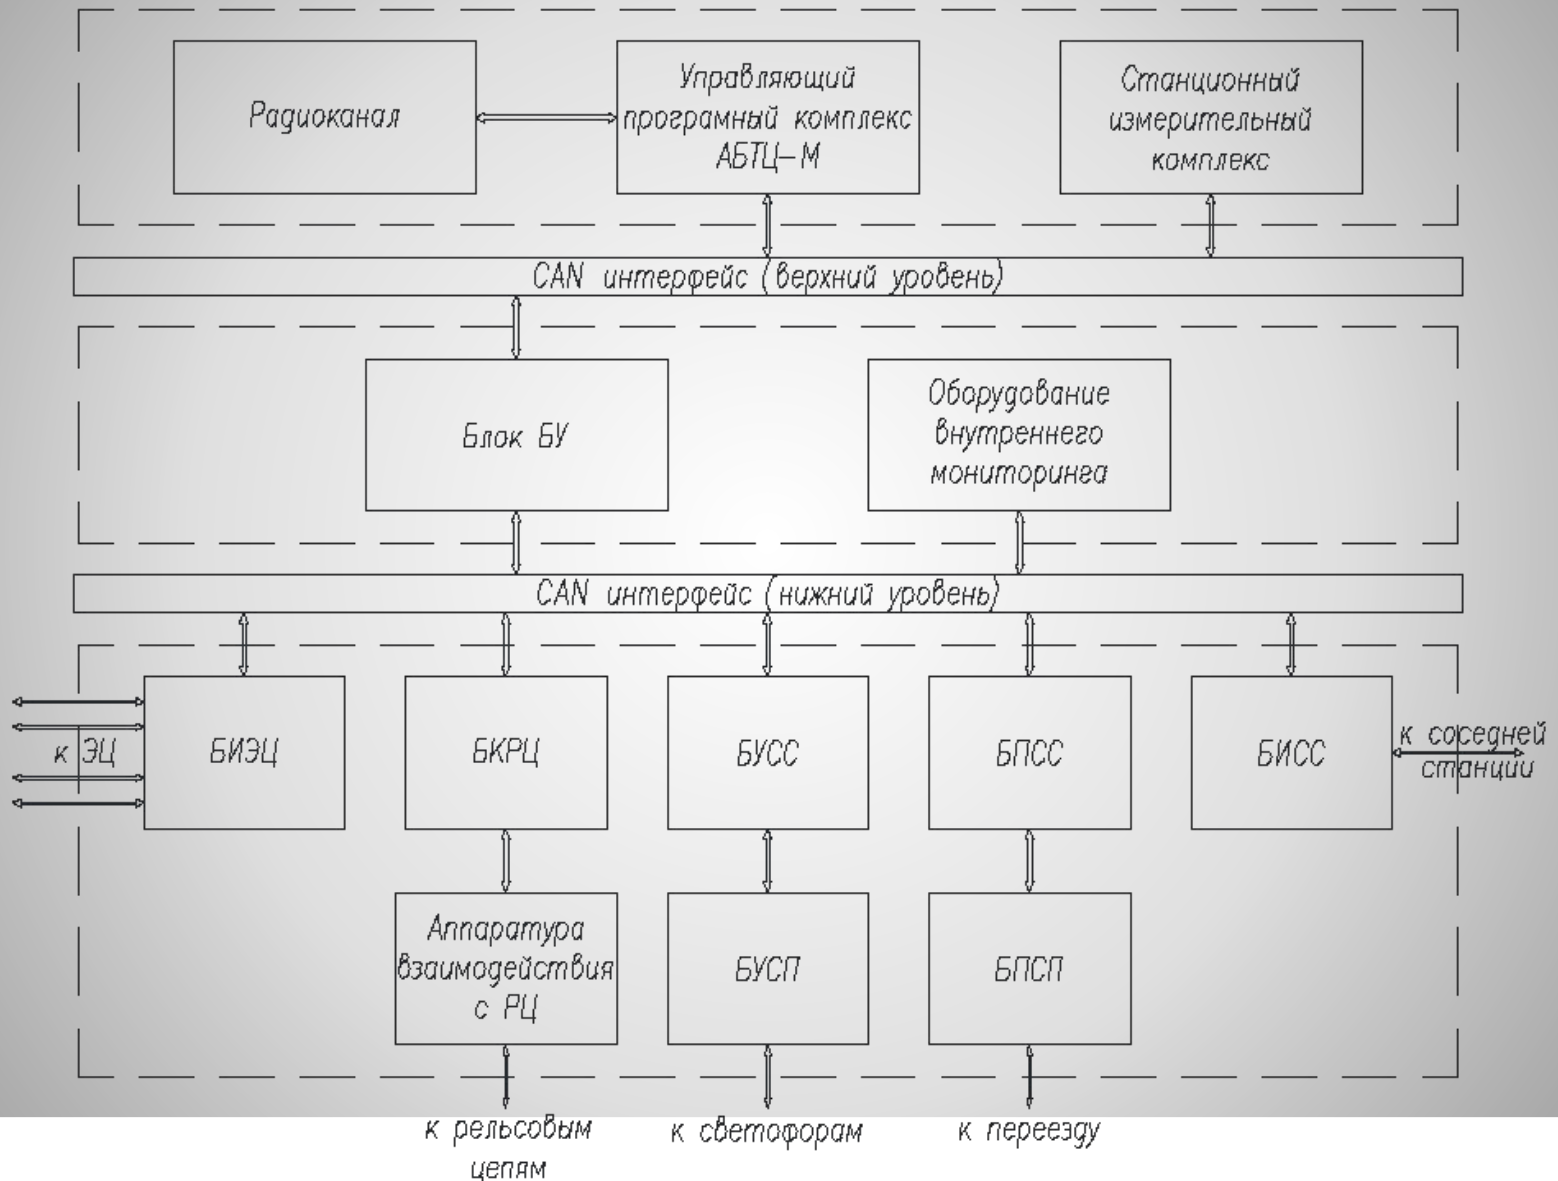 Радиоканал
Управляющий
програмный комплекс
АБТЦ-М
Станционный
измерительный
комплекс
CAN интерфейс (верхний уровень)
Блок БУ
Оборудование
внутреннего
мониторинга
CAN интерфейс (нижний уровень)
к ЭЦ
БИЭЦ
БКРЦ
БУСС
БПСС
БИСС
к соседней
станции
Аппаратура
взаимодействия
с РЦ
БУСП
БПСП
к рельсовым
цепям
к светофорам
к переезду